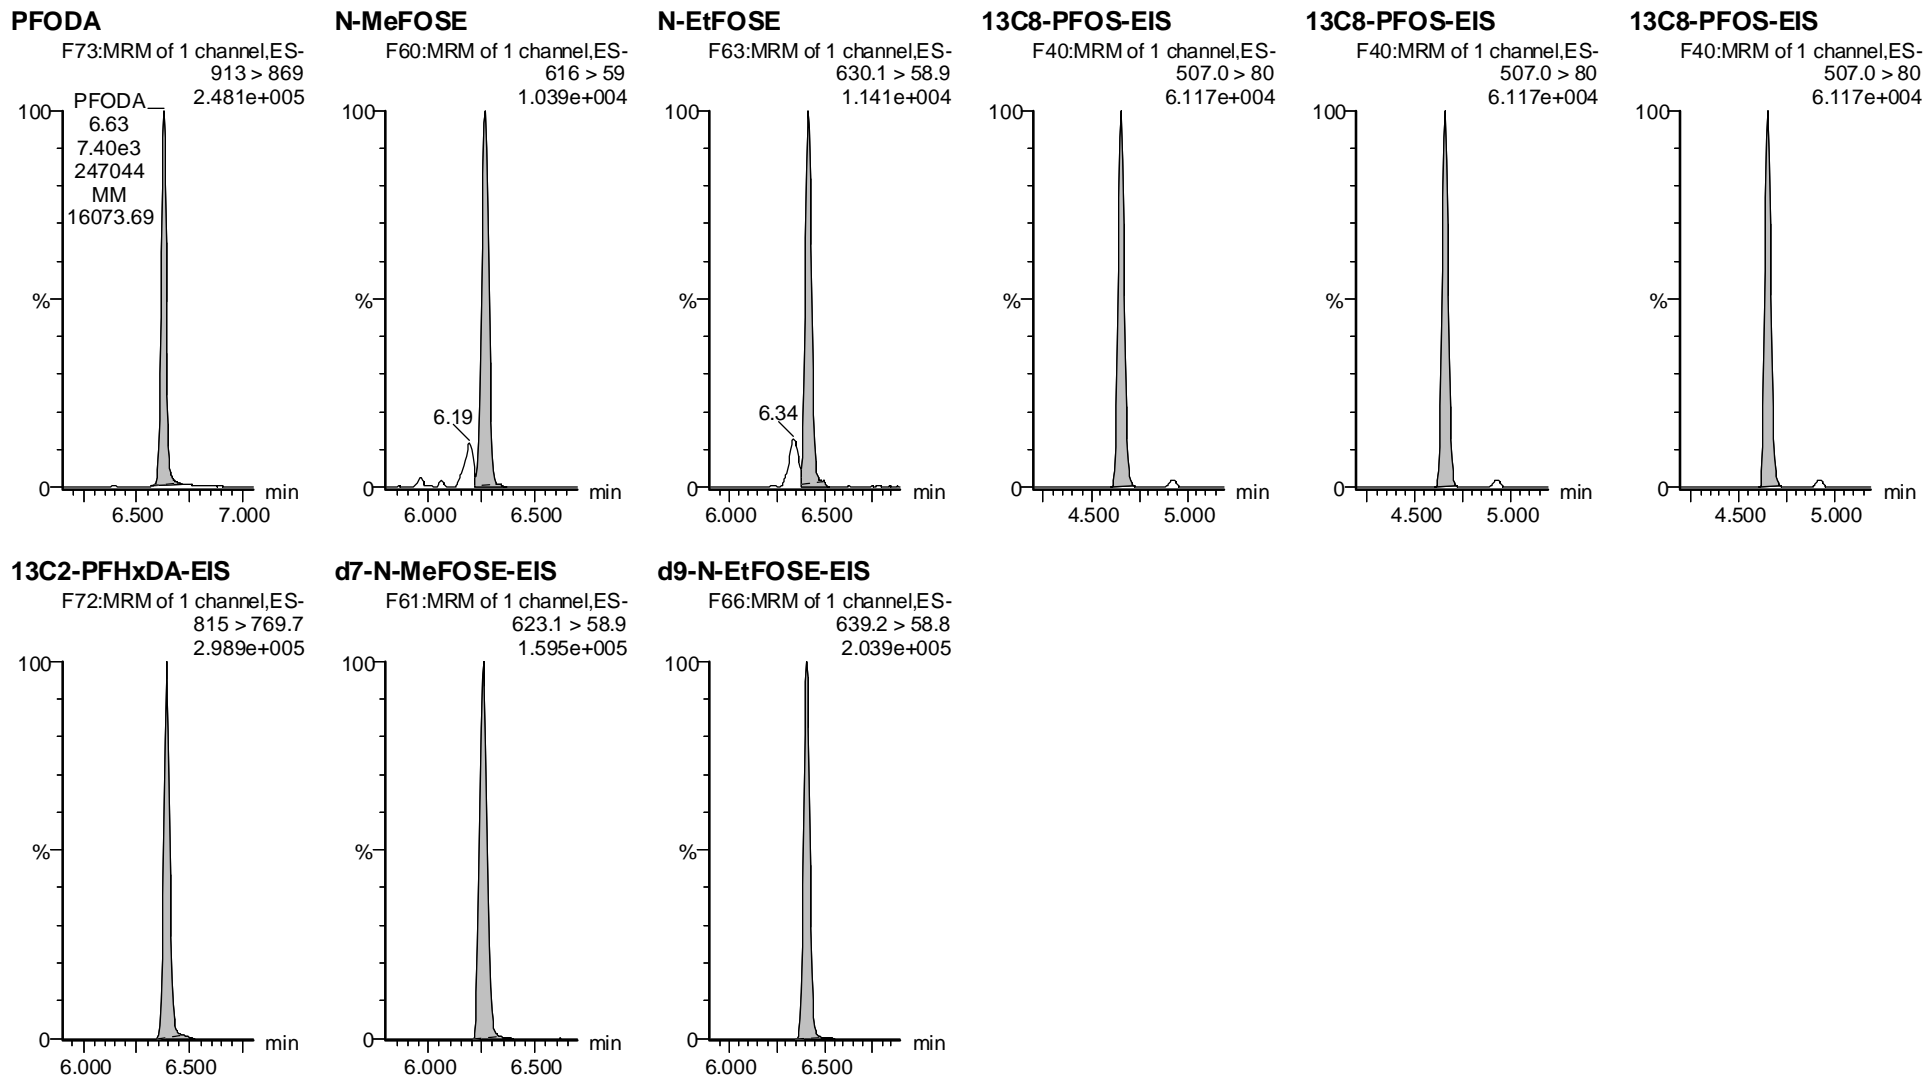 PFODA
F73:MRM of 1 channel,ES-
913 > 869
2.481e+005
100
PFODA
6.63
7.40e3
247044
MM
16073.69
%
0
min
6.500
7.000
N-MeFOSE
F60:MRM of 1 channel,ES-
616 > 59
1.039e+004
100
%
6.19
0
min
6.000
6.500
N-EtFOSE
F63:MRM of 1 channel,ES-
630.1 > 58.9
1.141e+004
100
%
6.34
0
min
6.000
6.500
13C8-PFOS-EIS
F40:MRM of 1 channel,ES-
507.0 > 80
6.117e+004
100
%
0
min
4.500
5.000
13C8-PFOS-EIS
F40:MRM of 1 channel,ES-
507.0 > 80
6.117e+004
100
%
0
min
4.500
5.000
13C8-PFOS-EIS
F40:MRM of 1 channel,ES-
507.0 > 80
6.117e+004
100
%
0
min
4.500
5.000
13C2-PFHxDA-EIS
F72:MRM of 1 channel,ES-
815 > 769.7
2.989e+005
100
%
0
min
6.000
6.500
d7-N-MeFOSE-EIS
F61:MRM of 1 channel,ES-
623.1 > 58.9
1.595e+005
100
%
0
min
6.000
6.500
d9-N-EtFOSE-EIS
F66:MRM of 1 channel,ES-
639.2 > 58.8
2.039e+005
100
%
0
min
6.000
6.500